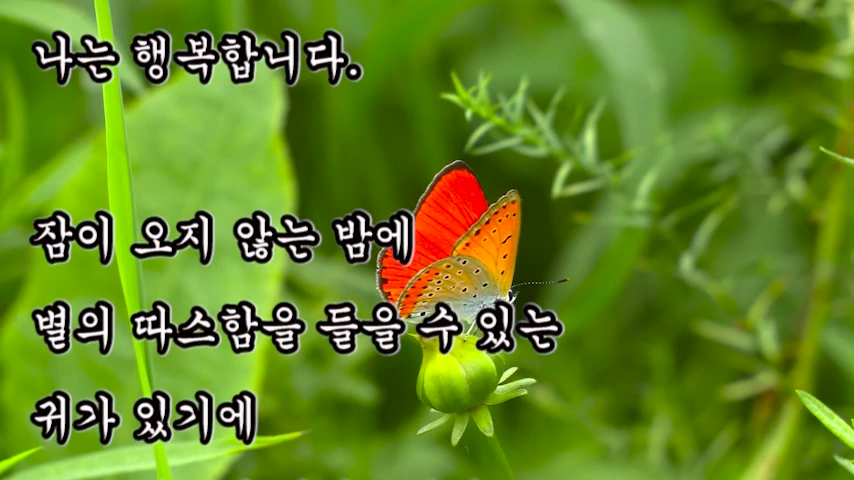 나는 행복합니다.
잠이 오지 않는 밤에
별의 따스함을 들을 수 있는
귀가 있기에